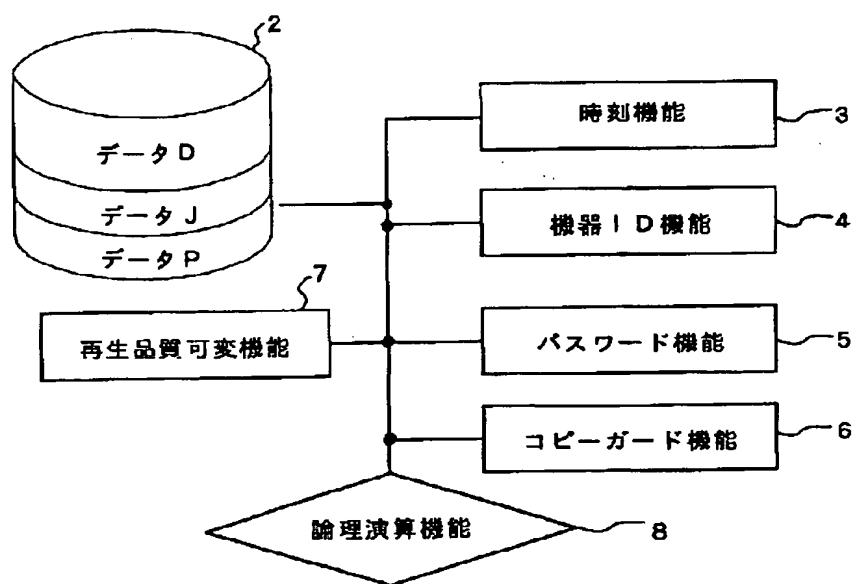 2
データD
データJ
データP
時刻機能
3
機器ID機能
4
7
再生品質可変機能
パスワード機能
5
コピーガード機能
6
論理演算機能
8